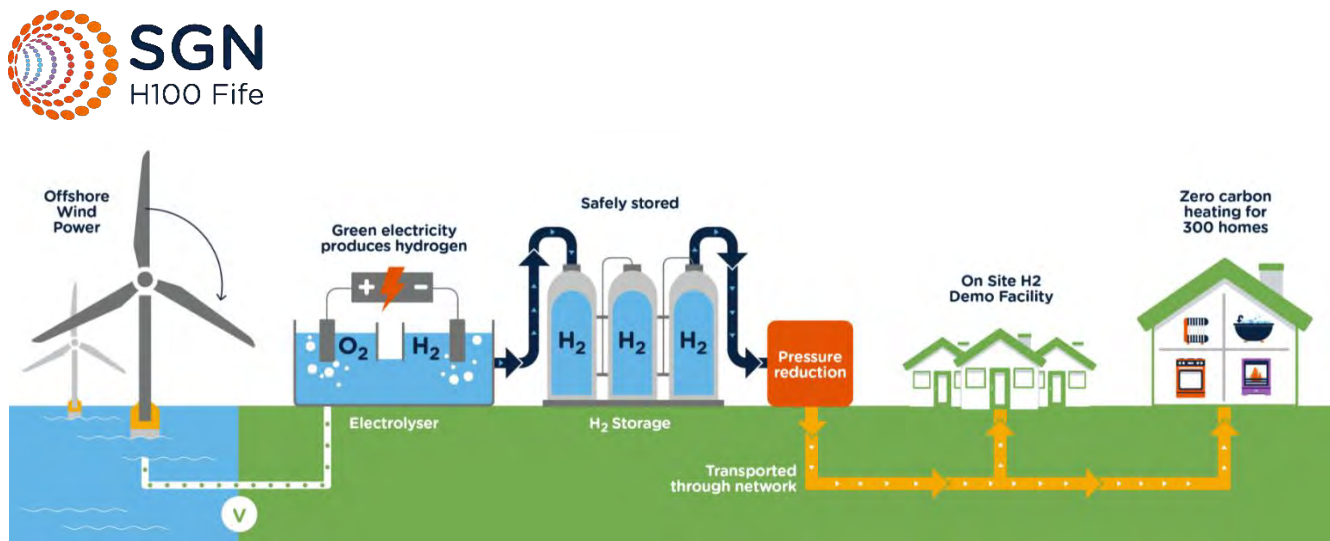 SGN
H100 Fife
Offshore
Wind
Power
Green electricity
produces hydrogen
+ -
O₂ H₂
Electrolyser
Safely stored
H₂ H₂ H₂
H₂ Storage
Pressure
reduction
Transported
through network
On Site H2
Demo Facility
Zero carbon
heating for
300 homes
V